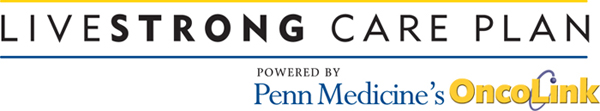 LIVESTRONG CARE PLAN
POWERED BY
Penn Medicine's OncoLink